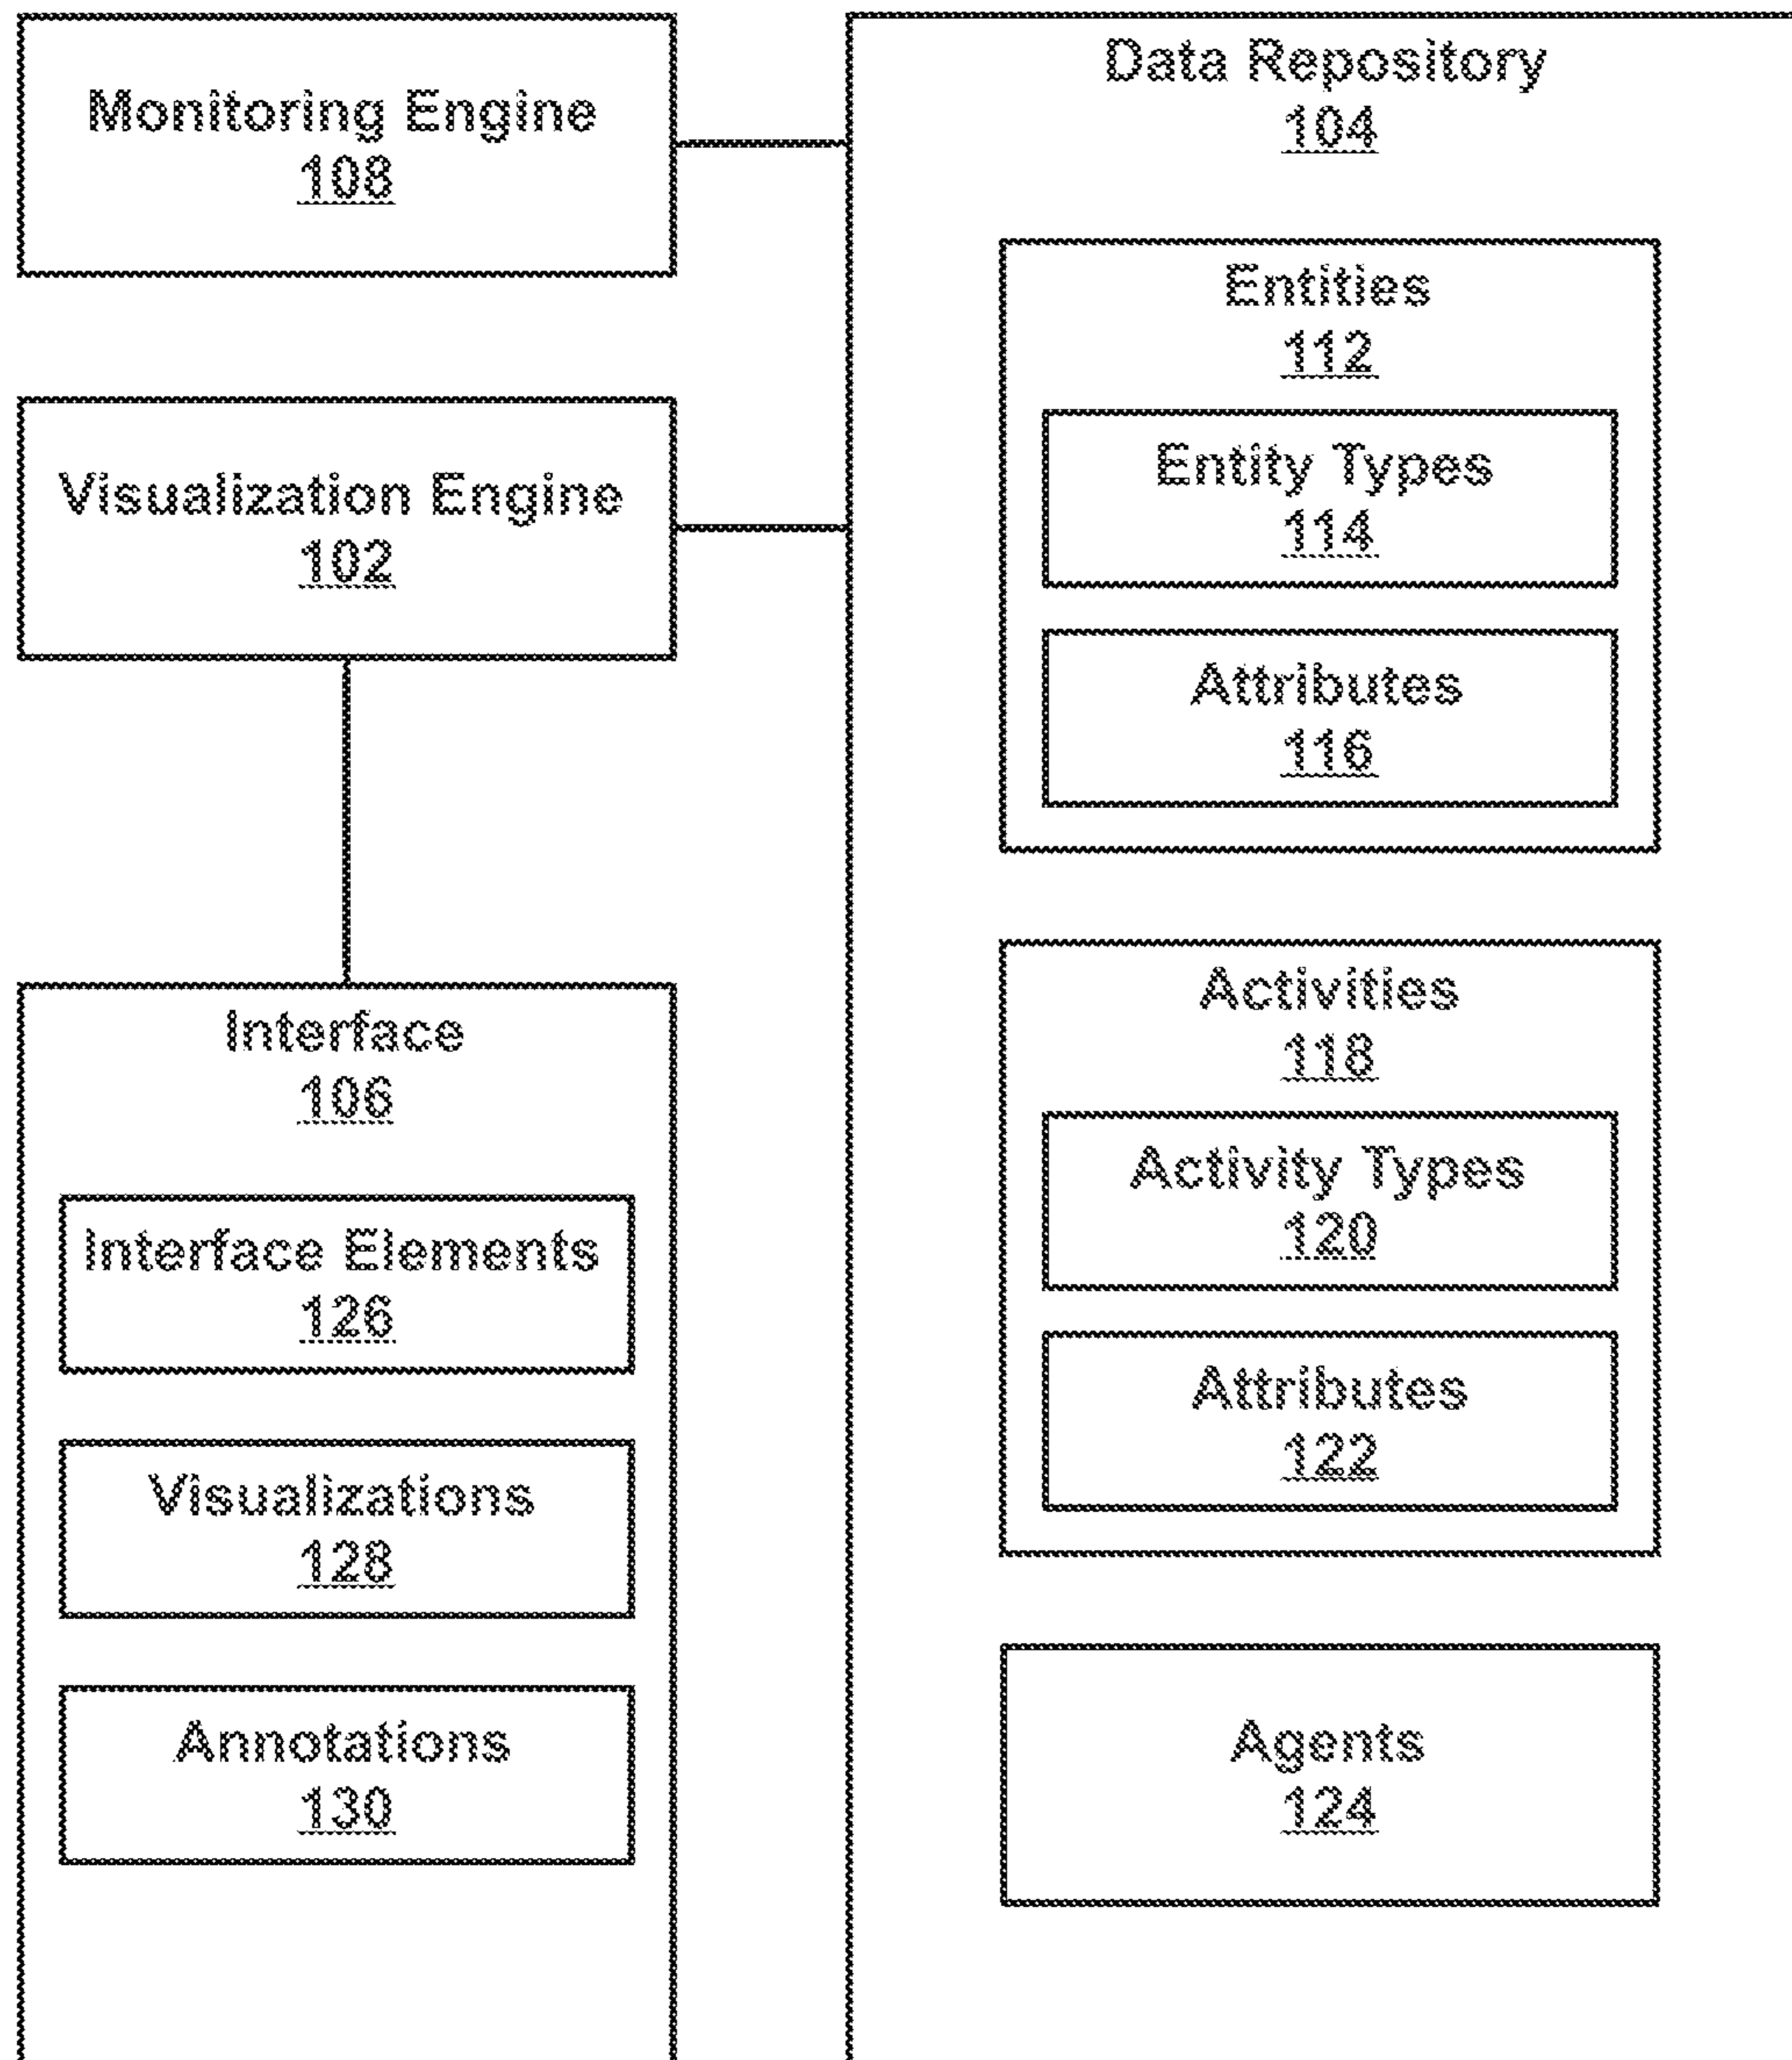 Monitoring Engine
108
Visualization Engine
102
Interface
106
Interface Elements
126
Visualizations
128
Annotations
130
Data Repository
104
Entities
112
Entity Types
114
Attributes
116
Activities
118
Activity Types
120
Attributes
122
Agents
124